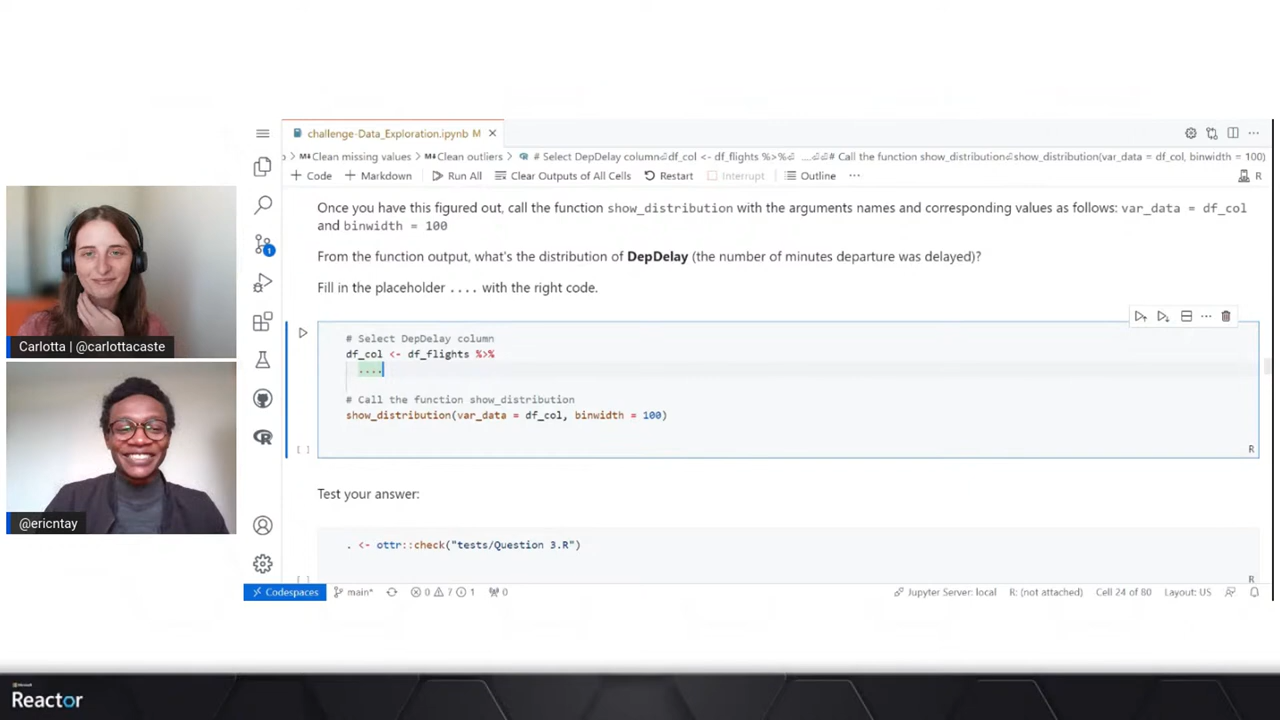 challenge-Data_Exploration.ipynb M
Clean missing values > Clean outliers > # Select DepDelay column⏎df_col <- df_flights %>%⏎ ....⏎⏎# Call the function show_distribution⏎show_distribution(var_data = df_col, binwidth = 100)
+ Code + Markdown Run All Clear Outputs of All Cells Restart Interrupt Outline ... R
Once you have this figured out, call the function show_distribution with the arguments names and corresponding values as follows: var_data = df_col
and binwidth = 100
From the function output, what's the distribution of DepDelay (the number of minutes departure was delayed)?
Fill in the placeholder .... with the right code.
# Select DepDelay column
df_col <- df_flights %>%
....
# Call the function show_distribution
show_distribution(var_data = df_col, binwidth = 100)
[ ] R
Test your answer:
. <- ottr::check("tests/Question 3.R")
[ ] R
1
Carlotta | @carlottacaste
@ericntay
Codespaces main* 0 7 1 0 Jupyter Server: local R: (not attached) Cell 24 of 80 Layout: US
Microsoft
Reactor